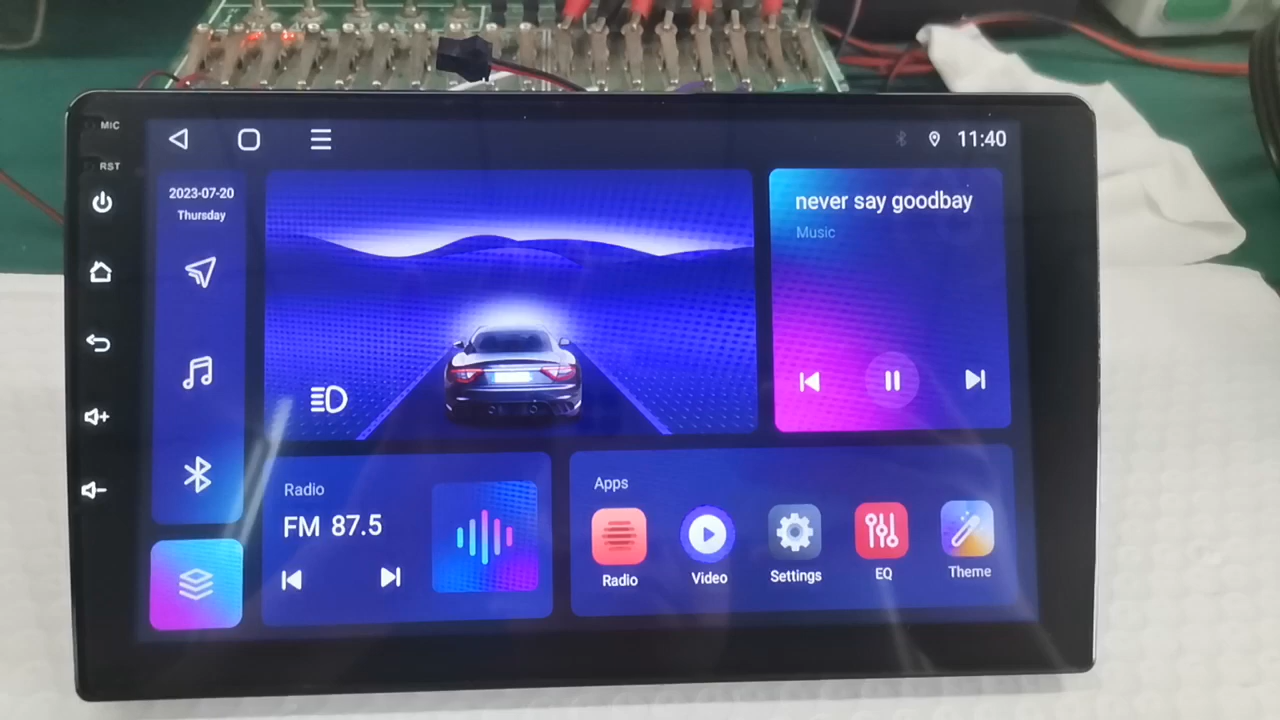 MIC
RST
11:40
2023-07-20
Thursday
never say goodbay
Music
Radio
FM 87.5
Apps
Radio
Video
Settings
EQ
Theme